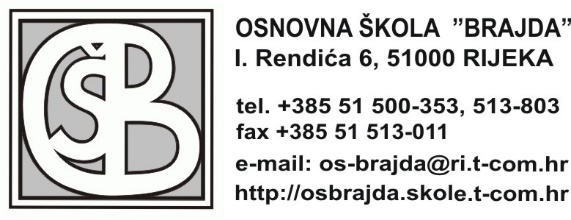 OŠB
OSNOVNA ŠKOLA ”BRAJDA”
I. Rendića 6, 51000 RIJEKA
tel. +385 51 500-353, 513-803
fax +385 51 513-011
e-mail: os-brajda@ri.t-com.hr
http://osbrajda.skole.t-com.hr